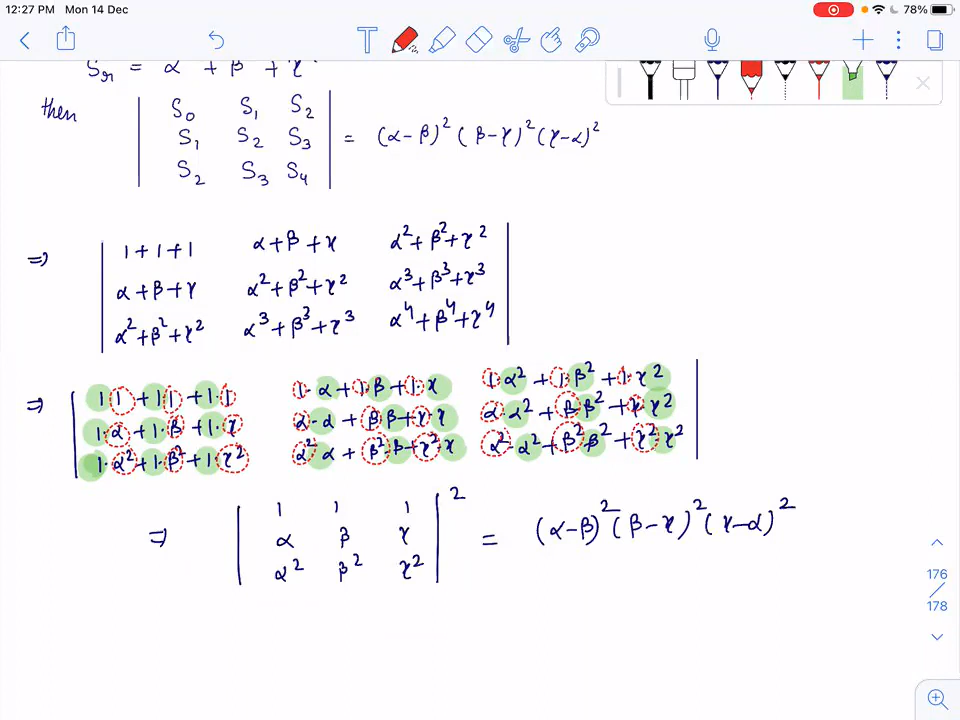 12:27 PM Mon 14 Dec 78%
T
Sₙ = α + β + γ
then | S₀ S₁ S₂ |
| S₁ S₂ S₃ | = (α-β)² (β-γ)² (γ-α)²
| S₂ S₃ S₄ |
⇒ | 1+1+1 α+β+γ α²+β²+γ² |
| α+β+γ α²+β²+γ² α³+β³+γ³ |
| α²+β²+γ² α³+β³+γ³ α⁴+β⁴+γ⁴ |
⇒ | 1·1+1·1+1·1 1·α+1·β+1·γ 1·α²+1·β²+1·γ² |
| 1·α+1·β+1·γ α·α+β·β+γ·γ α·α²+β·β²+γ·γ² |
| 1·α²+1·β²+1·γ² α²·α+β²·β+γ²·γ α²·α²+β²·β²+γ²·γ² |
⇒ | 1 1 1 |²
| α β γ | = (α-β)² (β-γ)² (γ-α)²
| α² β² γ² |
176
/
178